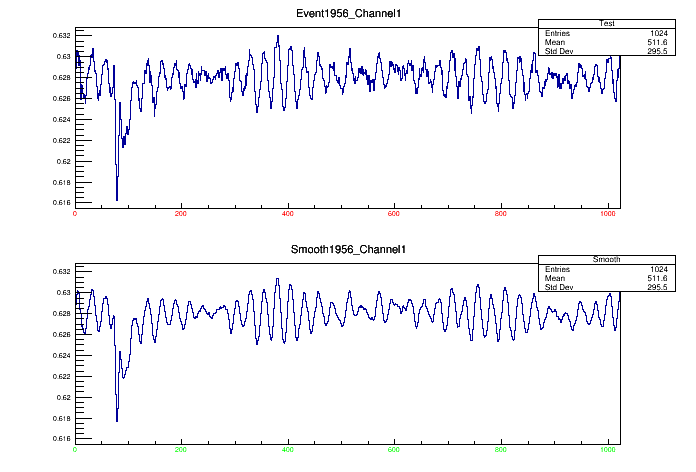 Event1956_Channel1
Test
Entries 1024
Mean 511.6
Std Dev 295.5
0.632
0.63
0.628
0.626
0.624
0.622
0.62
0.618
0.616
0 200 400 600 800 1000
Smooth1956_Channel1
Smooth
Entries 1024
Mean 511.6
Std Dev 295.5
0.632
0.63
0.628
0.626
0.624
0.622
0.62
0.618
0.616
0 200 400 600 800 1000